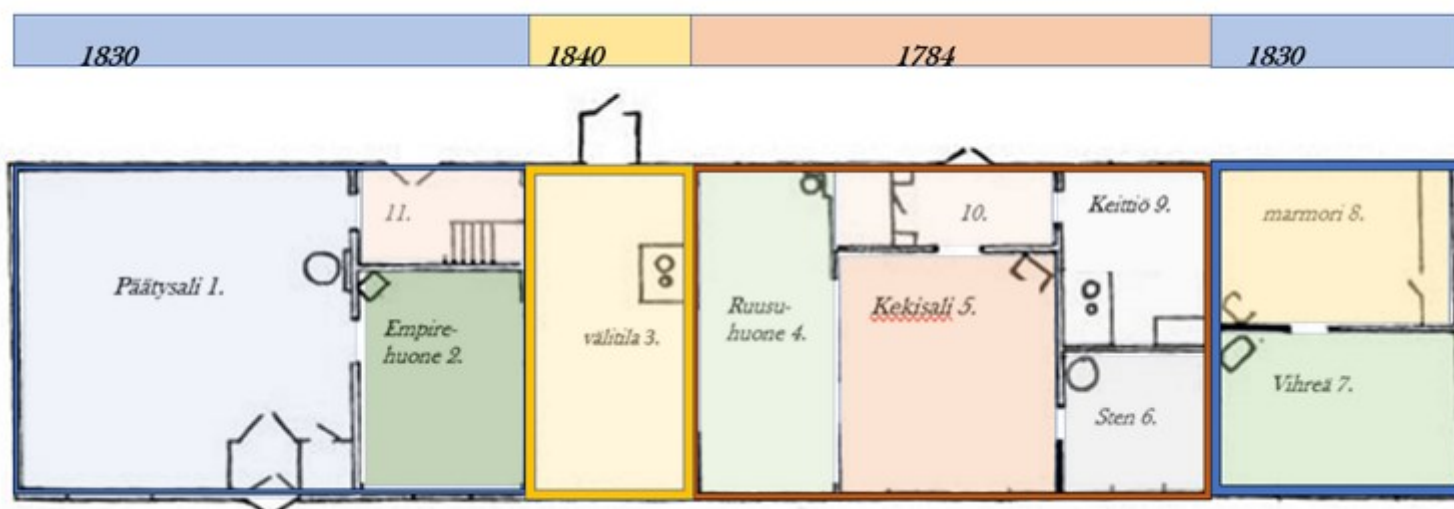 1830
1840
1784
1830
Päätysali 1.
11.
Empire-
huone 2.
välitila 3.
Ruusu-
huone 4.
Kekisali 5.
10.
Keittiö 9.
Sten 6.
marmori 8.
Vihreä 7.